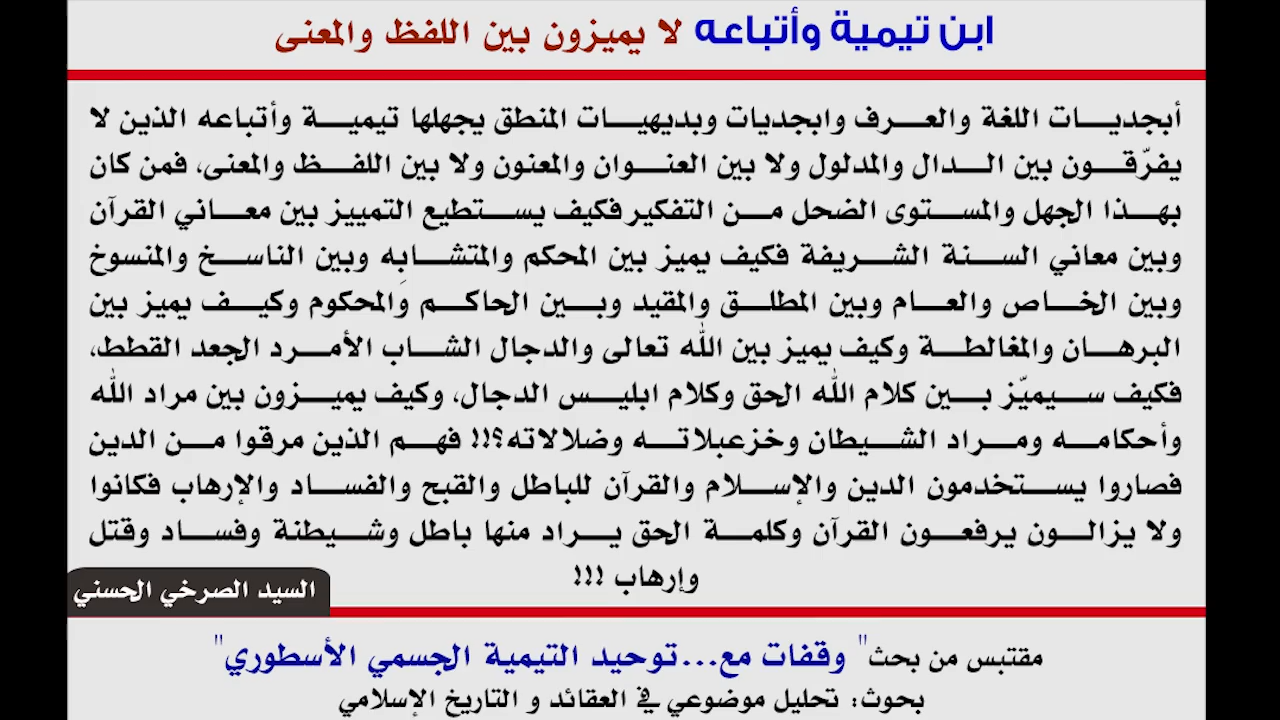 ابن تيمية وأتباعه لا يميزون بين اللفظ والمعنى
أبجديات اللغة والعرف وابجديات وبديهيات المنطق يجهلها تيمية وأتباعه الذين لا
يفرّقون بين الدال والمدلول ولا بين العنوان والمعنون ولا بين اللفظ والمعنى، فمن كان
بهذا الجهل والمستوى الضحل من التفكير فكيف يستطيع التمييز بين معاني القرآن
وبين معاني السنة الشريفة فكيف يميز بين المحكم والمتشابِه وبين الناسخ والمنسوخ
وبين الخاص والعام وبين المطلق والمقيد وبين الحاكم وَالمحكوم وكيف يميز بين
البرهان والمغالطة وكيف يميز بين الله تعالى والدجال الشاب الأمرد الجعد القطط،
فكيف سيميّز بين كلام الله الحق وكلام ابليس الدجال، وكيف يميزون بين مراد الله
وأحكامه ومراد الشيطان وخزعبلاته وضلالاته؟!! فهم الذين مرقوا من الدين
فصاروا يستخدمون الدين والإسلام والقرآن للباطل والقبح والفساد والإرهاب فكانوا
ولا يزالون يرفعون القرآن وكلمة الحق يراد منها باطل وشيطنة وفساد وقتل
وإرهاب !!!
السيد الصرخي الحسني
مقتبس من بحث" وقفات مع...توحيد التيمية الجسمي الأسطوري"
بحوث: تحليل موضوعي في العقائد و التاريخ الإسلامي